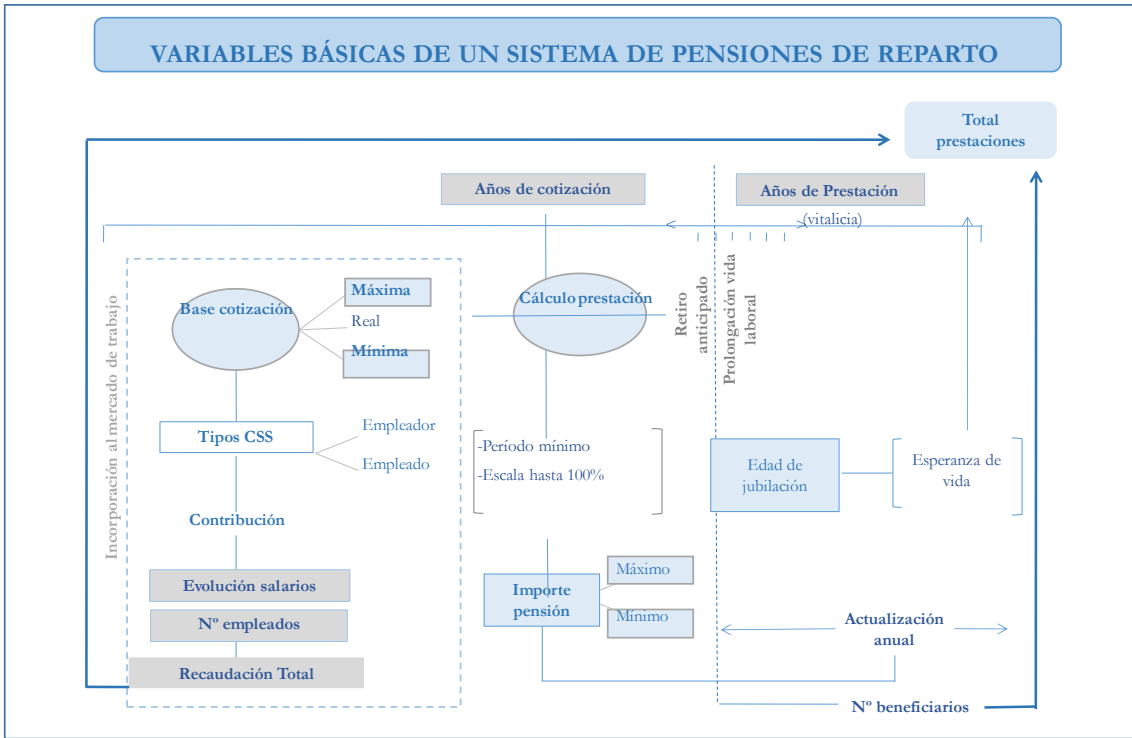 VARIABLES BÁSICAS DE UN SISTEMA DE PENSIONES DE REPARTO
Total
prestaciones
Años de cotización
Años de Prestación
(vitalicia)
Incorporación al mercado de trabajo
Base cotización
Máxima
Real
Mínima
Cálculo prestación
Retiro
anticipado
Prolongación vida
laboral
Tipos CSS
Empleador
Empleado
-Período mínimo
-Escala hasta 100%
Edad de
jubilación
Esperanza de
vida
Contribución
Evolución salarios
Nº empleados
Recaudación Total
Importe
pensión
Máximo
Mínimo
Actualización
anual
Nº beneficiarios